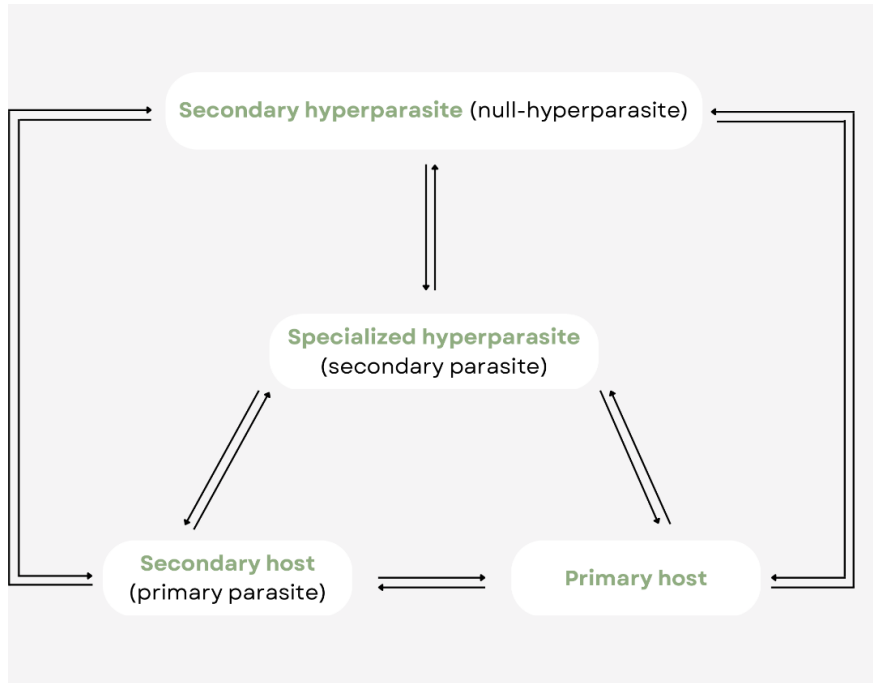 Secondary hyperparasite (null-hyperparasite)
Specialized hyperparasite
(secondary parasite)
Secondary host
(primary parasite)
Primary host